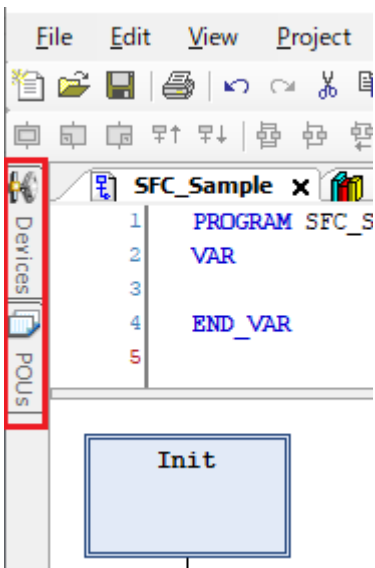 File Edit View Project
SFC_Sample
Devices
POUs
1 PROGRAM SFC_S
2 VAR
3
4 END_VAR
5
Init